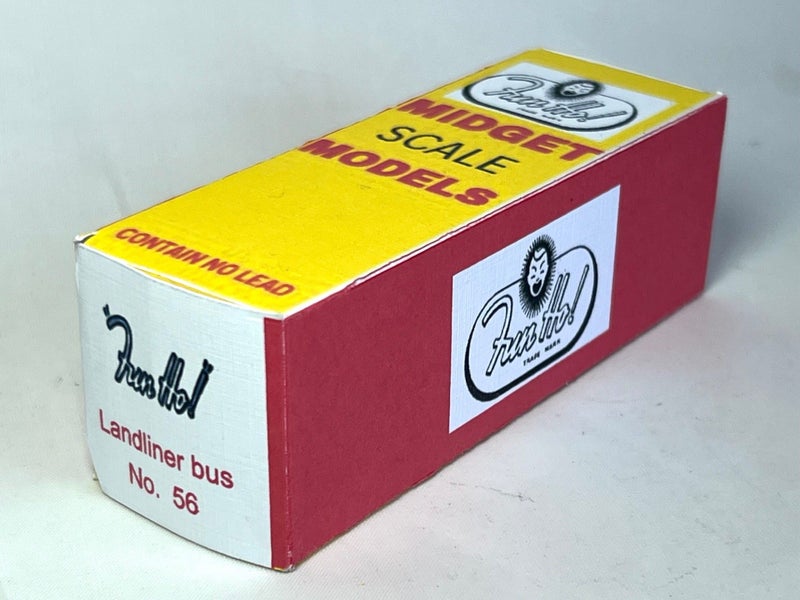 Fun Ho!
MIDGET
SCALE
MODELS
CONTAIN NO LEAD
"Fun Ho!"
Landliner bus
No. 56
Fun Ho!
TRADE MARK